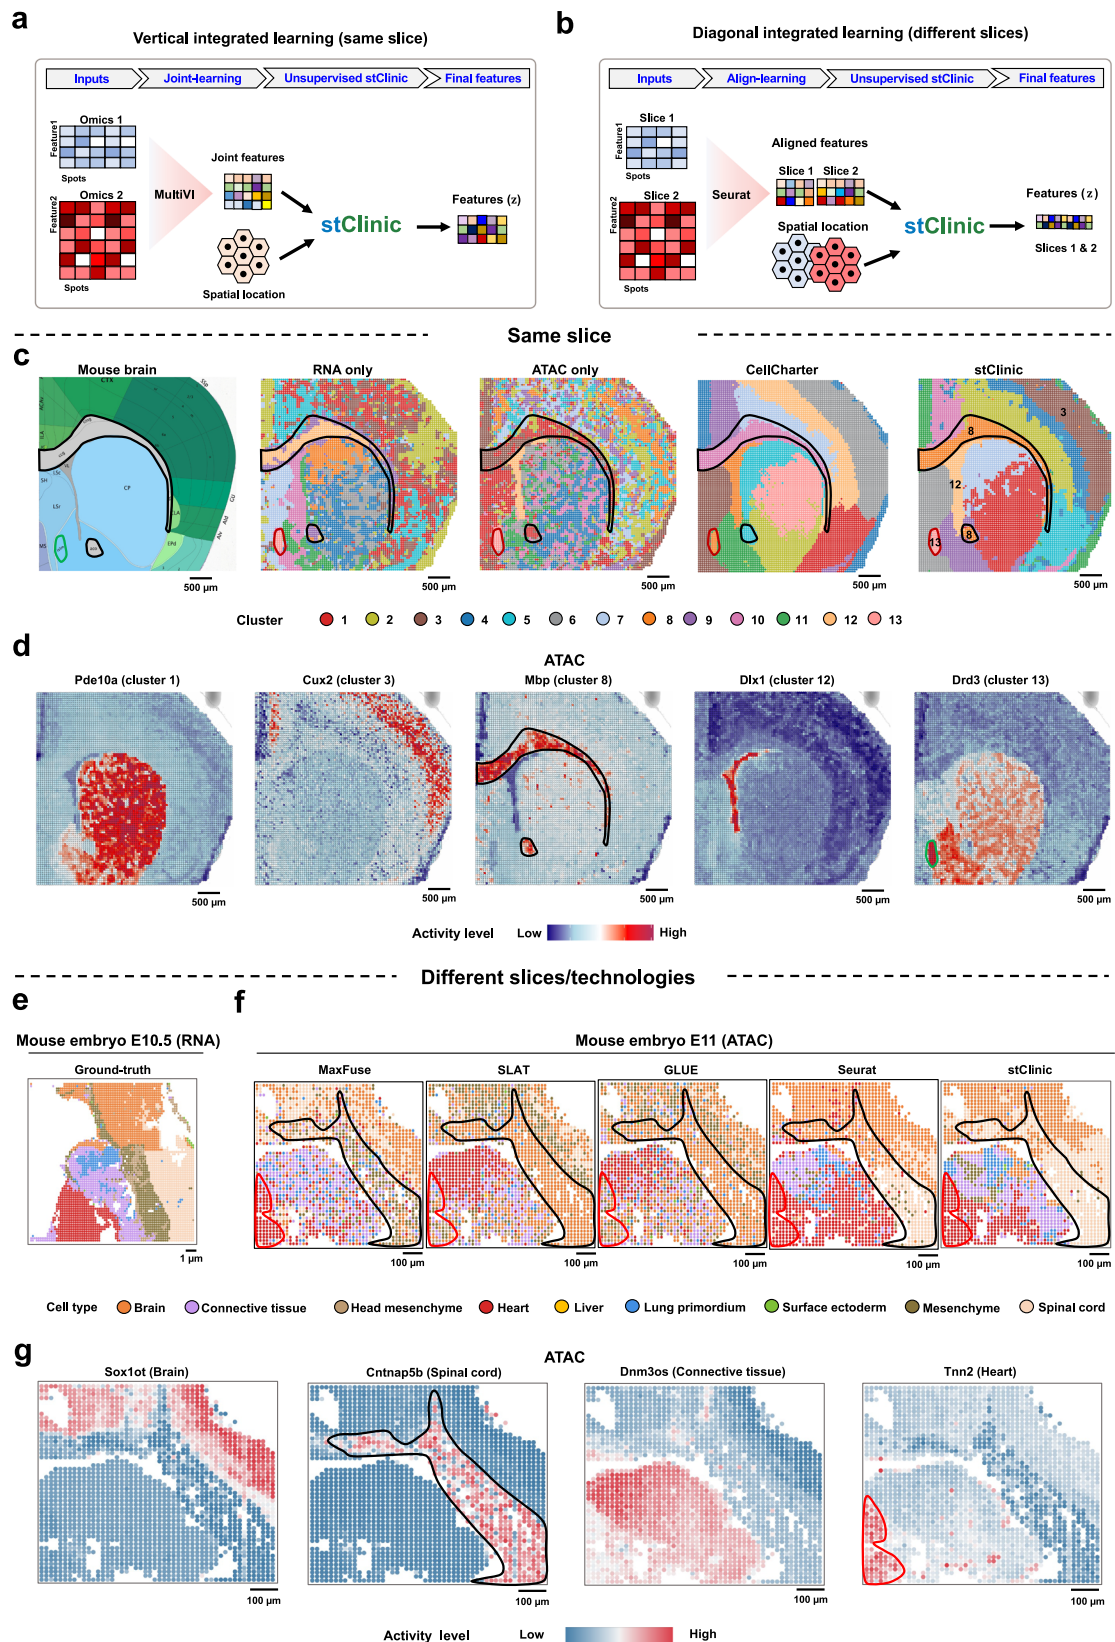 a
Vertical integrated learning (same slice)
Inputs
Joint-learning
Unsupervised stClinic
Final features
Omics 1
Feature1
Spots
Omics 2
Feature2
Spots
MultiVI
Joint features
Spatial location
stClinic
Features (z)
b
Diagonal integrated learning (different slices)
Inputs
Align-learning
Unsupervised stClinic
Final features
Slice 1
Feature1
Spots
Slice 2
Feature2
Spots
Seurat
Aligned features
Slice 1 Slice 2
Spatial location
stClinic
Features (z)
Slices 1 & 2
Same slice
c
Mouse brain
RNA only
ATAC only
CellCharter
stClinic
CTX
CP
LSr
SH
EPd
3
8
12
13
8
500 µm
500 µm
500 µm
500 µm
500 µm
Cluster 1 2 3 4 5 6 7 8 9 10 11 12 13
d
ATAC
Pde10a (cluster 1)
Cux2 (cluster 3)
Mbp (cluster 8)
Dlx1 (cluster 12)
Drd3 (cluster 13)
500 µm
500 µm
500 µm
500 µm
500 µm
Activity level Low High
Different slices/technologies
e
Mouse embryo E10.5 (RNA)
Ground-truth
1 µm
f
Mouse embryo E11 (ATAC)
MaxFuse
SLAT
GLUE
Seurat
stClinic
100 µm
100 µm
100 µm
100 µm
100 µm
Cell type Brain Connective tissue Head mesenchyme Heart Liver Lung primordium Surface ectoderm Mesenchyme Spinal cord
g
ATAC
Sox1ot (Brain)
Cntnap5b (Spinal cord)
Dnm3os (Connective tissue)
Tnn2 (Heart)
100 µm
100 µm
100 µm
100 µm
Activity level Low High